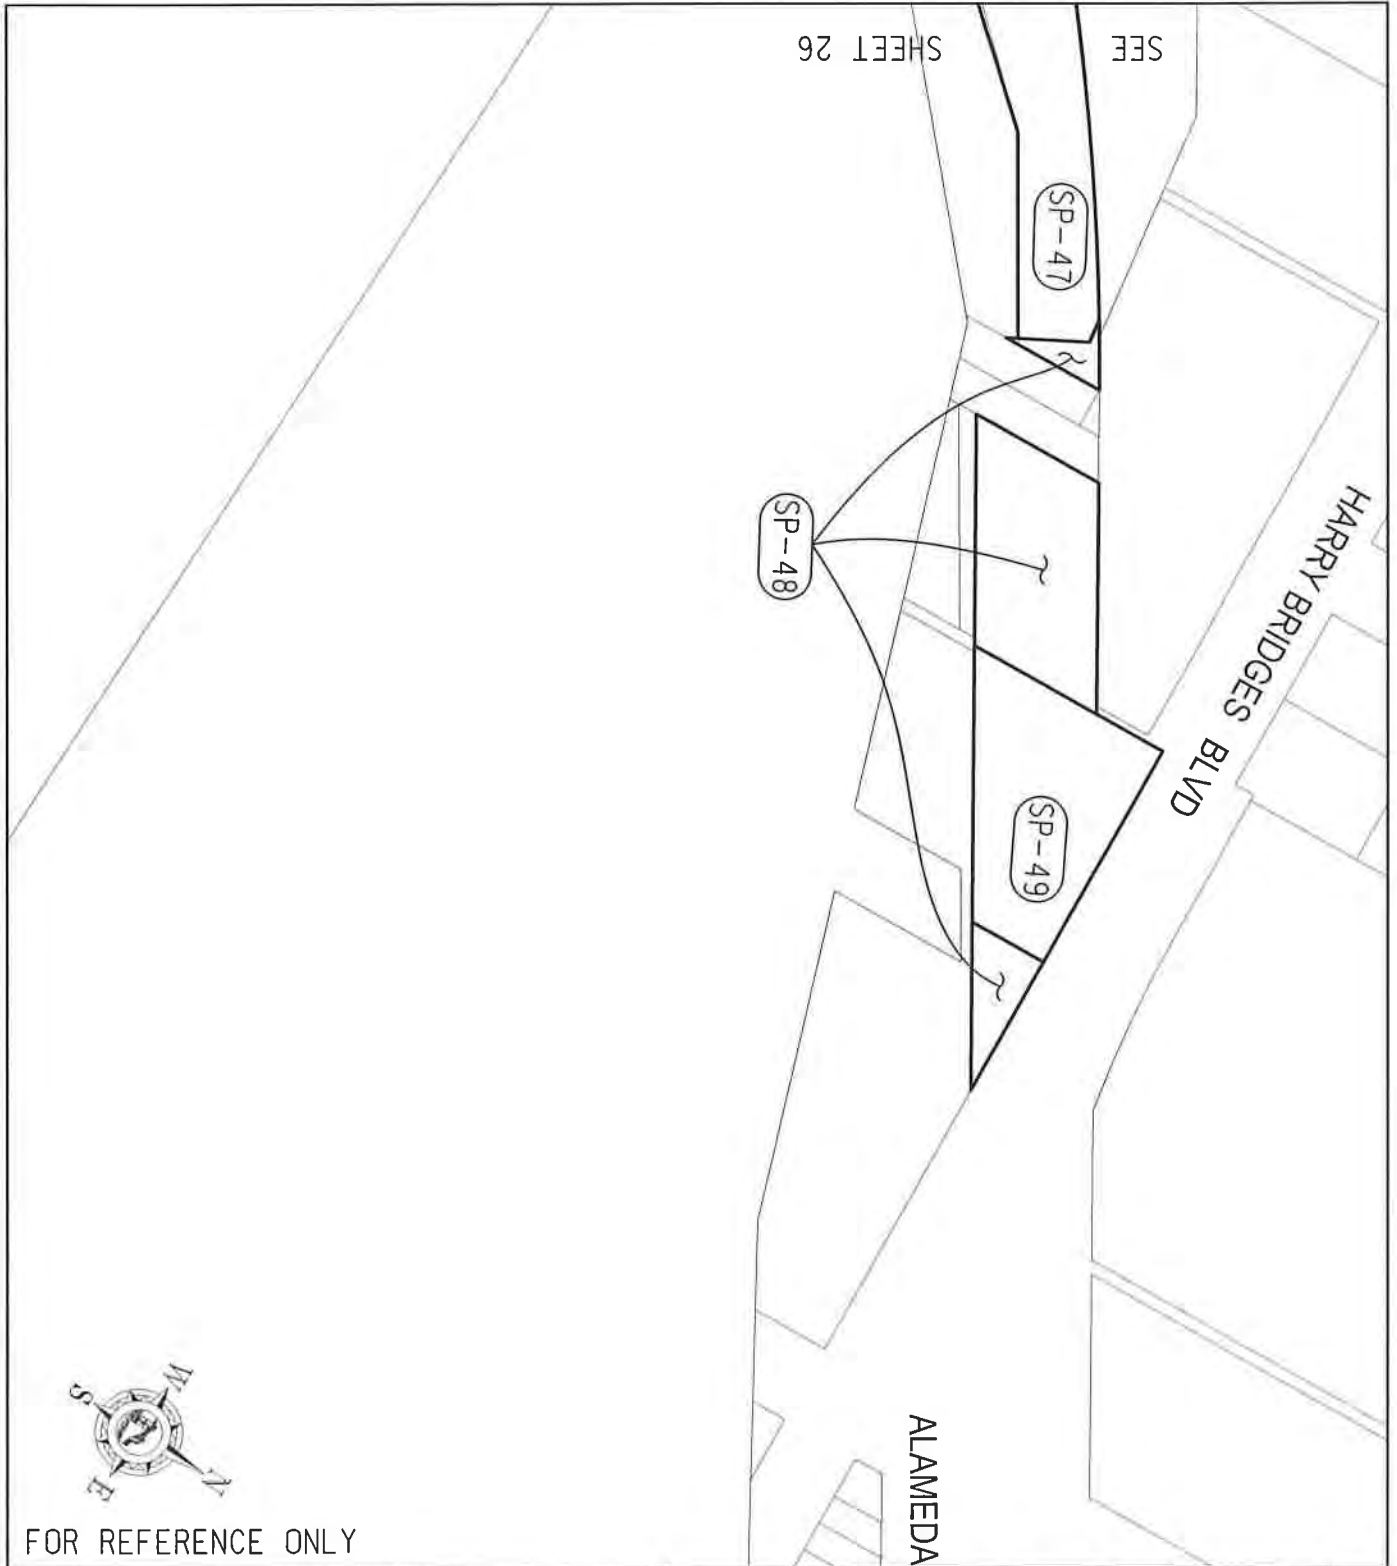 SEE SHEET 26
SP-47
HARRY BRIDGES BLVD
SP-48
SP-49
ALAMEDA
W
S
N
E
FOR REFERENCE ONLY